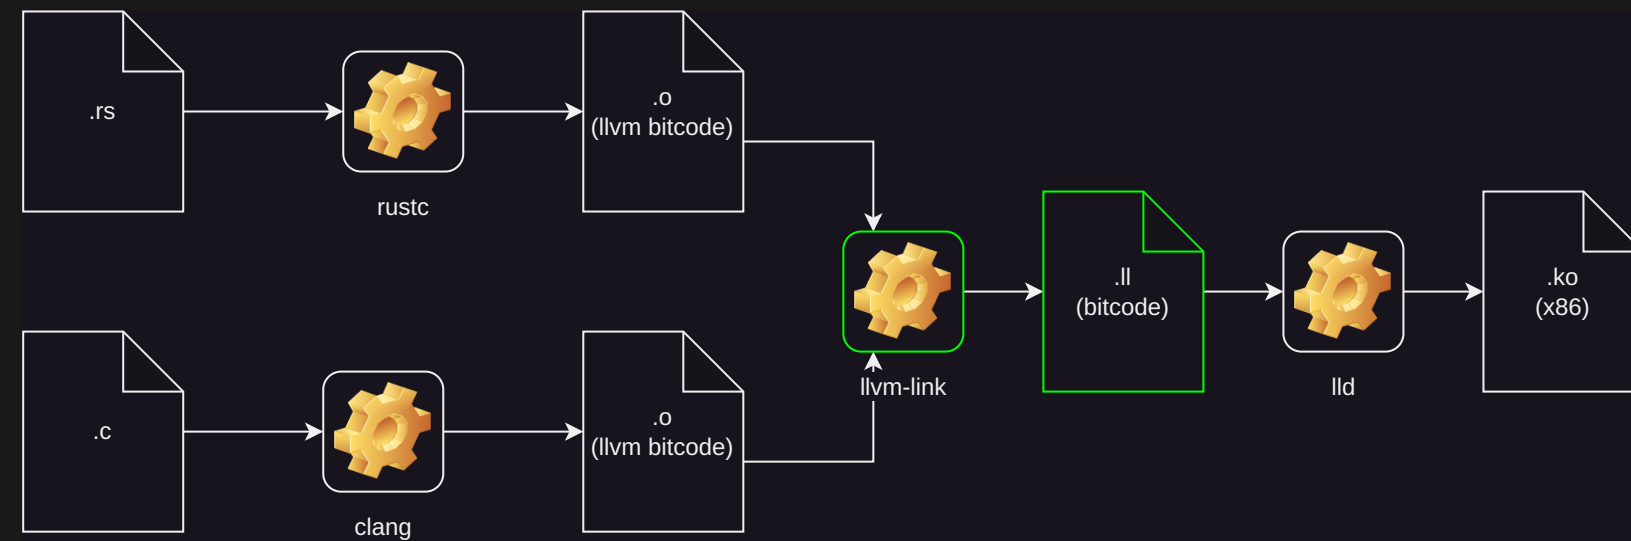 .rs
rustc
.o
(llvm bitcode)
.c
clang
.o
(llvm bitcode)
llvm-link
.ll
(bitcode)
lld
.ko
(x86)